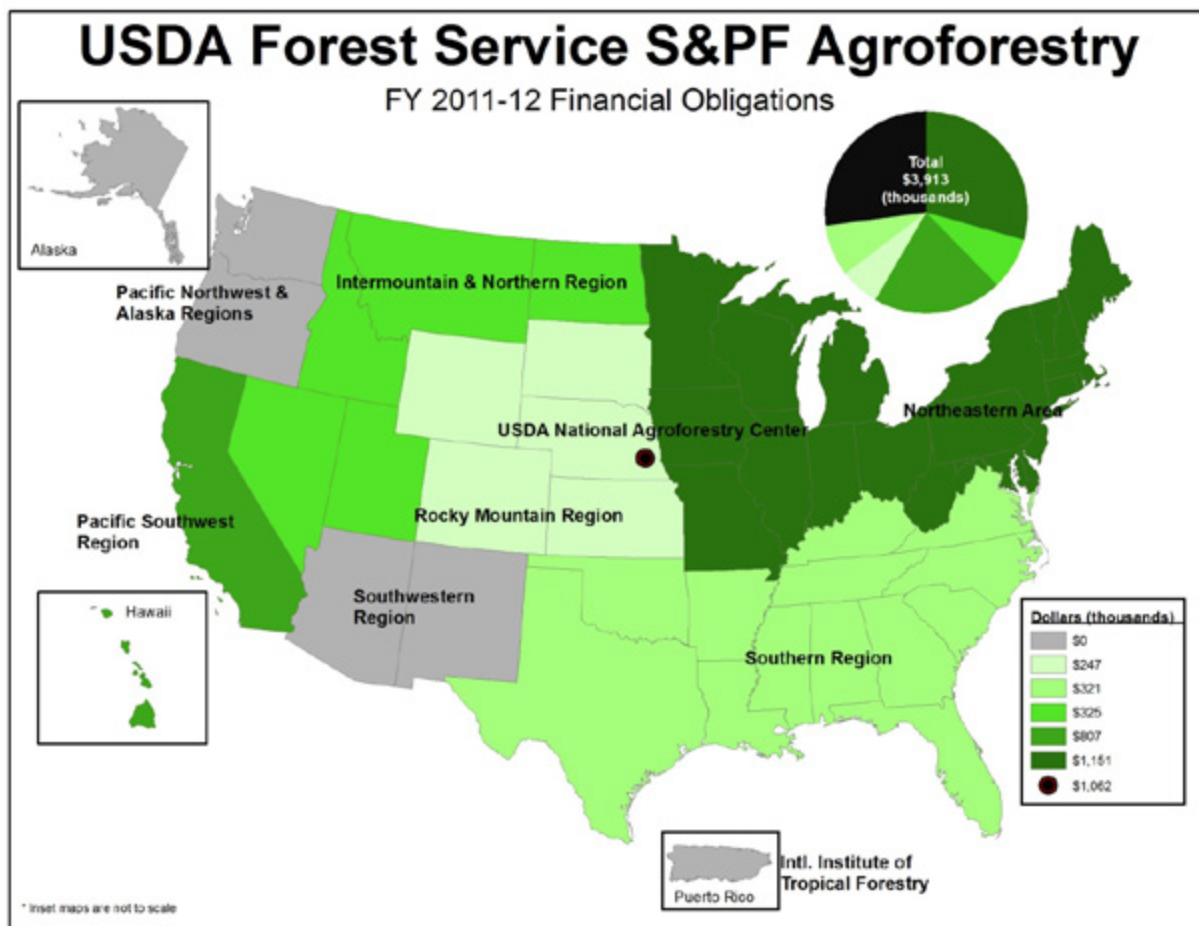 USDA Forest Service S&PF Agroforestry
FY 2011-12 Financial Obligations
Total
$3,913
(thousands)
Alaska
Pacific Northwest &
Alaska Regions
Intermountain & Northern Region
Northeastern Area
USDA National Agroforestry Center
Rocky Mountain Region
Pacific Southwest
Region
Southwestern
Region
Hawaii
Southern Region
Dollars (thousands)
$0
$247
$321
$325
$807
$1,151
$1,062
Intl. Institute of
Tropical Forestry
Puerto Rico
* Inset maps are not to scale